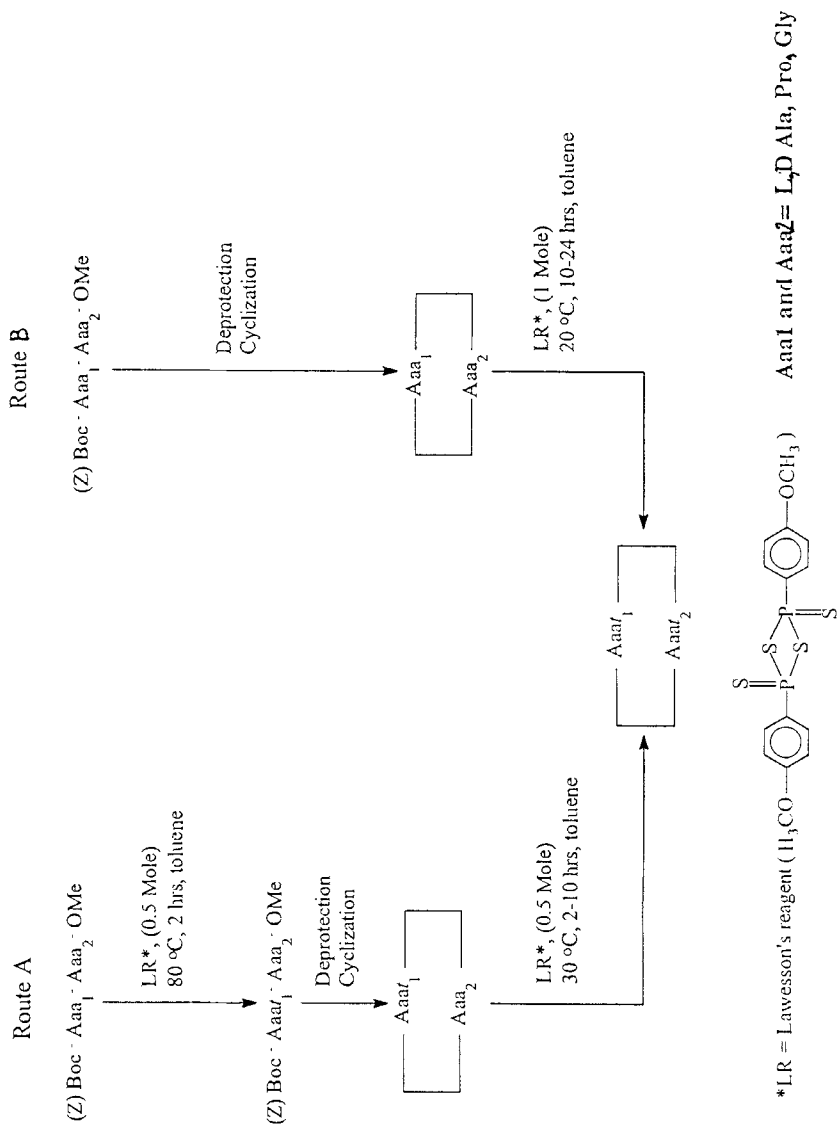 Route A
(Z) Boc - Aaa1 - Aaa2 - OMe
LR*, (0.5 Mole)
80 °C, 2 hrs, toluene
(Z) Boc - Aaat1 - Aaa2 - OMe
Deprotection
Cyclization
Aaat1
Aaa2
LR*, (0.5 Mole)
30 °C, 2-10 hrs, toluene
Route B
(Z) Boc - Aaa1 - Aaa2 - OMe
Deprotection
Cyclization
Aaa1
Aaa2
LR*, (1 Mole)
20 °C, 10-24 hrs, toluene
Aaat1
Aaat2
*LR = Lawesson's reagent ( H3CO
S
P
S
S
P
S
OCH3 )
Aaa1 and Aaa2= L,D Ala, Pro, Gly